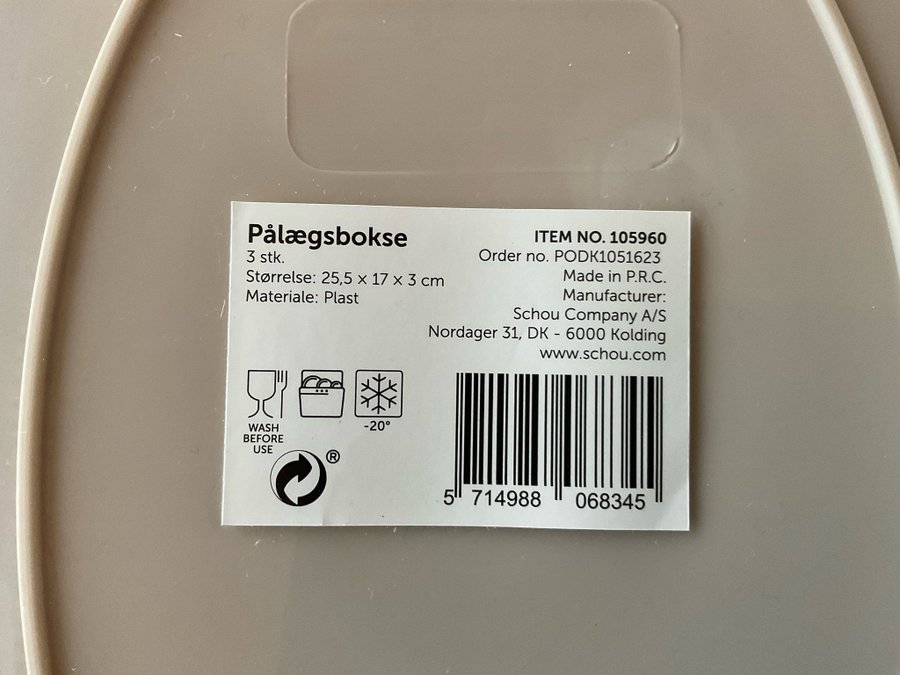 Pålægsbokse
3 stk.
Størrelse: 25,5 × 17 × 3 cm
Materiale: Plast
ITEM NO. 105960
Order no. PODK1051623
Made in P.R.C.
Manufacturer:
Schou Company A/S
Nordager 31, DK - 6000 Kolding
www.schou.com
WASH
BEFORE
USE
-20°
®
5 714988 068345